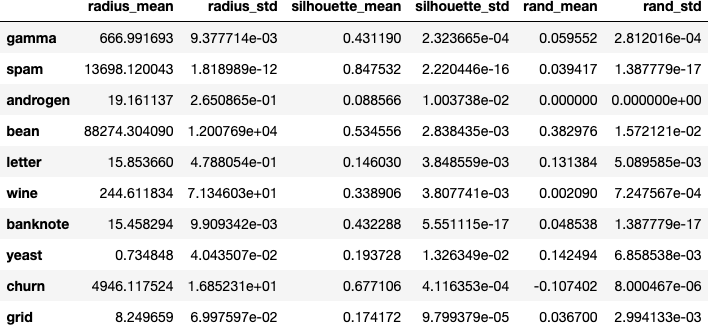 radius_mean radius_std silhouette_mean silhouette_std rand_mean rand_std
gamma 666.991693 9.377714e-03 0.431190 2.323665e-04 0.059552 2.812016e-04
spam 13698.120043 1.818989e-12 0.847532 2.220446e-16 0.039417 1.387779e-17
androgen 19.161137 2.650865e-01 0.088566 1.003738e-02 0.000000 0.000000e+00
bean 88274.304090 1.200769e+04 0.534556 2.838435e-03 0.382976 1.572121e-02
letter 15.853660 4.788054e-01 0.146030 3.848559e-03 0.131384 5.089585e-03
wine 244.611834 7.134603e+01 0.338906 3.807741e-03 0.002090 7.247567e-04
banknote 15.458294 9.909342e-03 0.432288 5.551115e-17 0.048538 1.387779e-17
yeast 0.734848 4.043507e-02 0.193728 1.326349e-02 0.142494 6.858538e-03
churn 4946.117524 1.685231e+01 0.677106 4.116353e-04 -0.107402 8.000467e-06
grid 8.249659 6.997597e-02 0.174172 9.799379e-05 0.036700 2.994133e-03